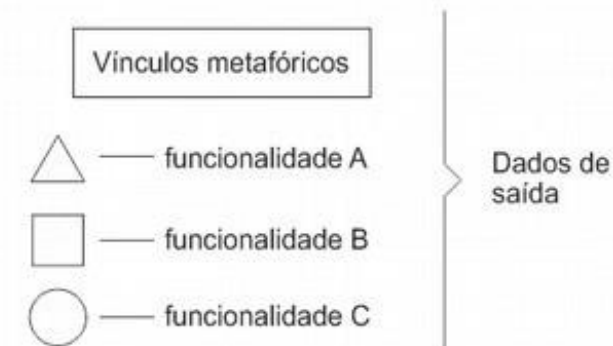 Vínculos metafóricos
funcionalidade A
funcionalidade B
funcionalidade C
Dados de
saída